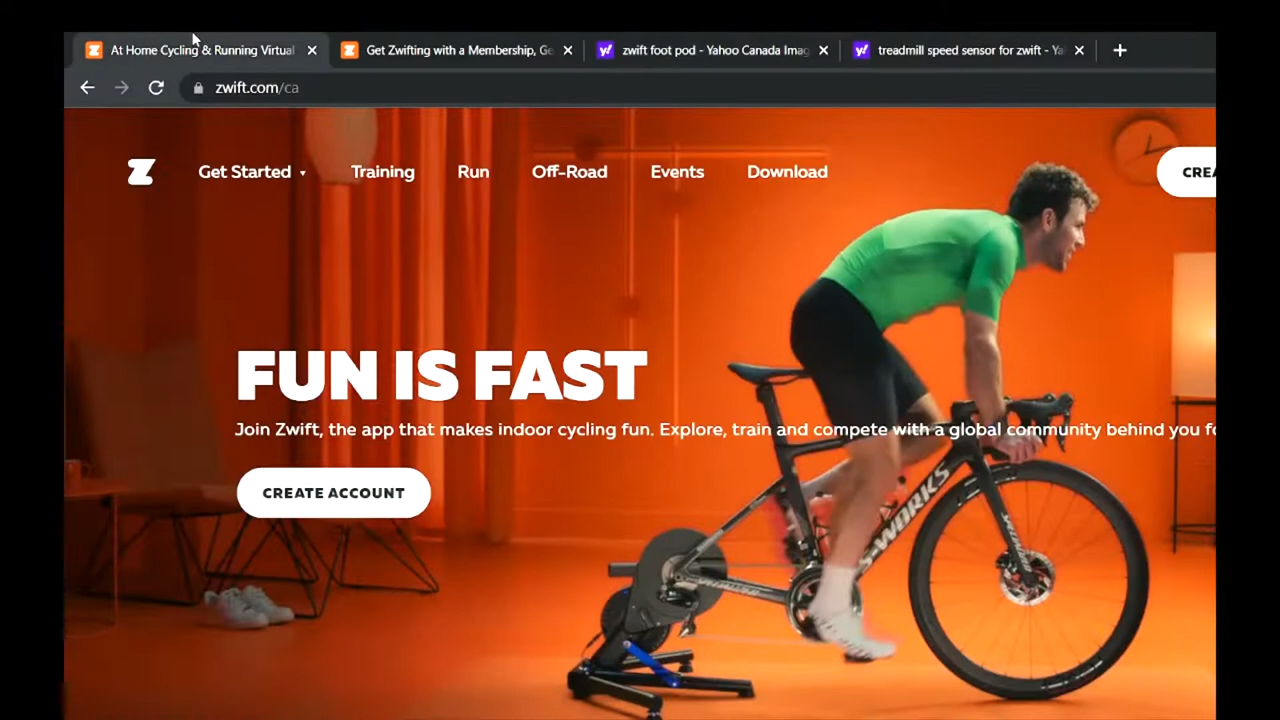 At Home Cycling & Running Virtual
Get Zwifting with a Membership, Ge
zwift foot pod - Yahoo Canada Imag
treadmill speed sensor for zwift - Ya
zwift.com/ca
Z
Get Started
Training
Run
Off-Road
Events
Download
CREA
FUN IS FAST
Join Zwift, the app that makes indoor cycling fun. Explore, train and compete with a global community behind you fo
CREATE ACCOUNT
S-WORKS
SPECIALIZED